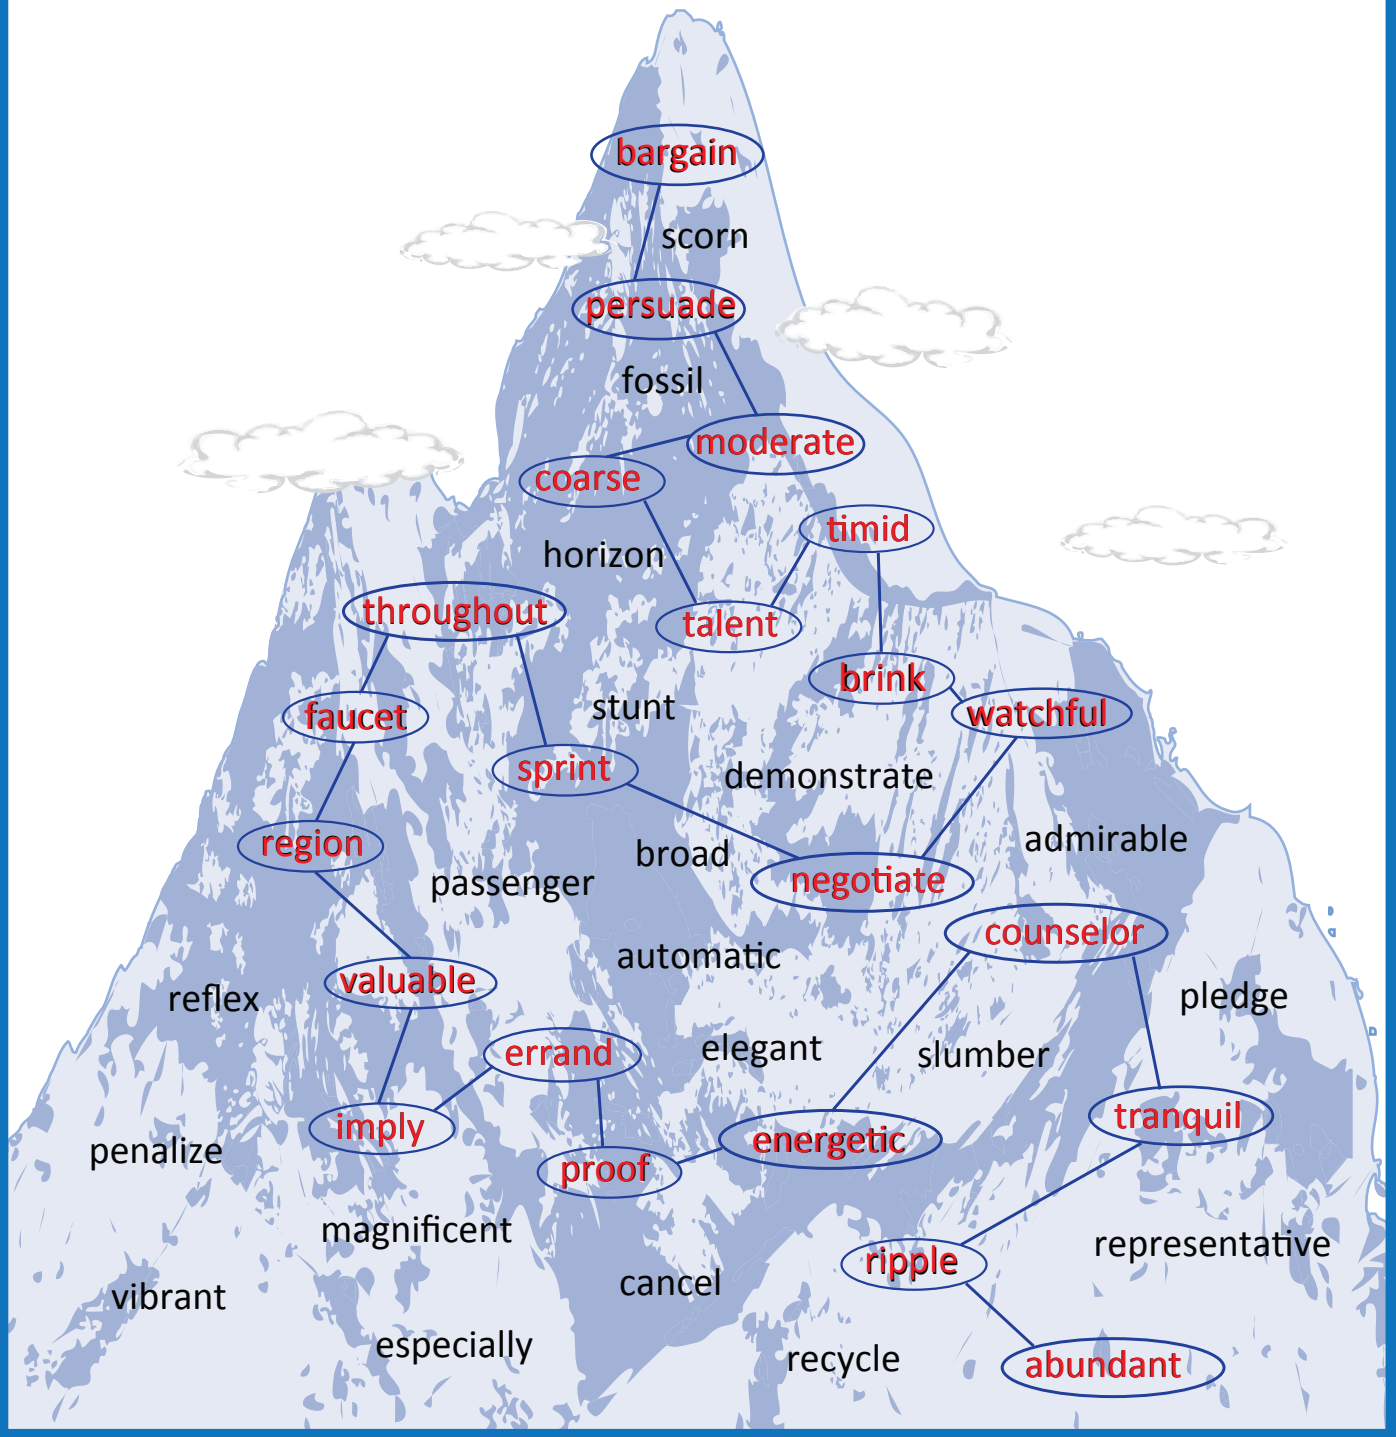 bargain
scorn
persuade
fossil
moderate
coarse
timid
horizon
throughout
talent
brink
faucet
stunt
watchful
sprint
demonstrate
region
broad
admirable
passenger
negotiate
counselor
automatic
valuable
reflex
pledge
errand
elegant
slumber
imply
tranquil
penalize
proof
energetic
magnificent
representative
ripple
cancel
vibrant
especially
recycle
abundant